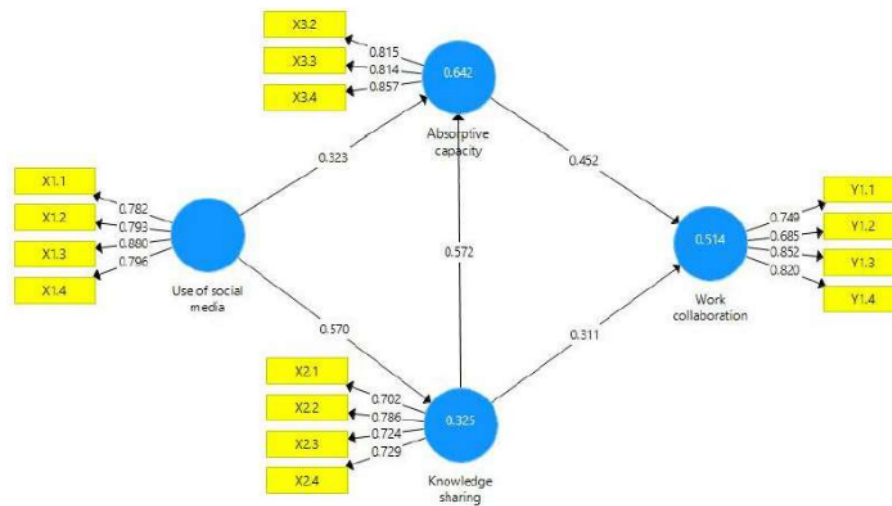 X3.2
0.815
X3.3
0.814
0.642
X3.4
0.857
Absorptive
capacity
0.323
0.452
X1.1
0.782
X1.2
0.793
X1.3
0.880
X1.4
0.796
Use of social
media
0.572
Y1.1
0.749
Y1.2
0.685
0.514
Y1.3
0.852
Y1.4
0.820
Work
collaboration
0.570
0.311
X2.1
0.702
X2.2
0.786
0.325
X2.3
0.724
X2.4
0.729
Knowledge
sharing